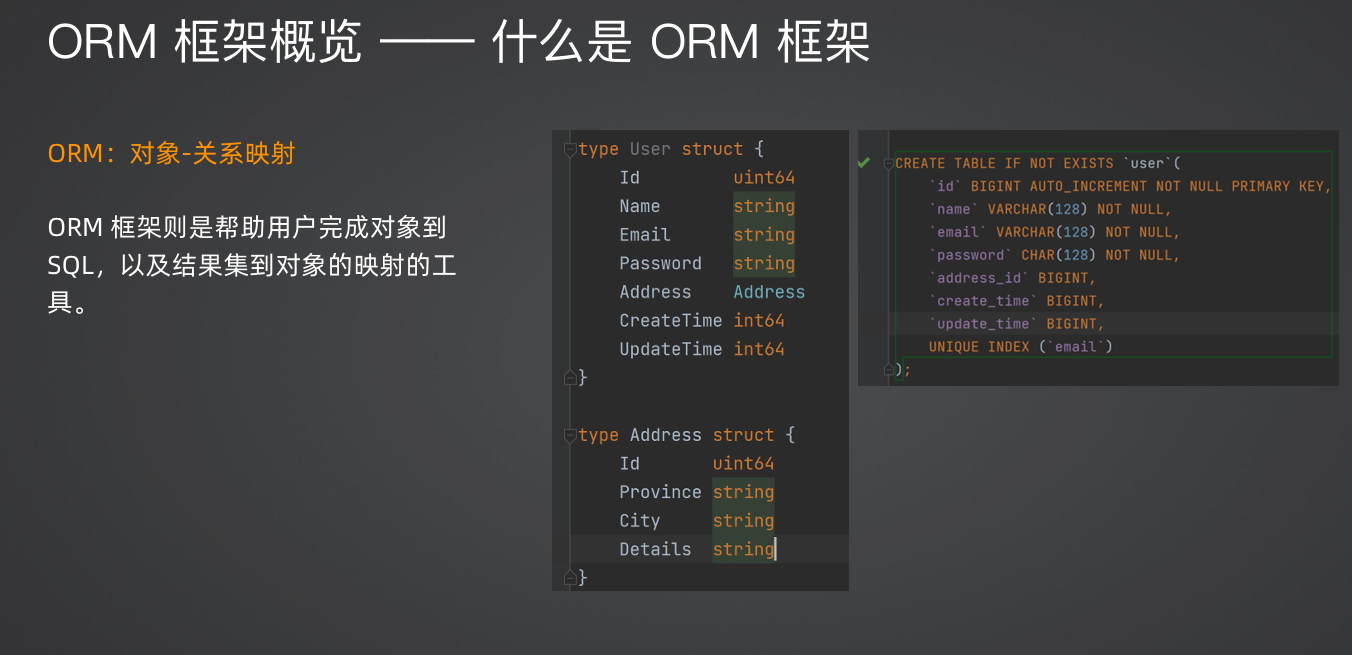 ORM 框架概览 —— 什么是 ORM 框架
ORM：对象-关系映射
ORM 框架则是帮助用户完成对象到
SQL，以及结果集到对象的映射的工
具。
type User struct {
Id uint64
Name string
Email string
Password string
Address Address
CreateTime int64
UpdateTime int64
}
type Address struct {
Id uint64
Province string
City string
Details string
}
CREATE TABLE IF NOT EXISTS `user`(
`id` BIGINT AUTO_INCREMENT NOT NULL PRIMARY KEY,
`name` VARCHAR(128) NOT NULL,
`email` VARCHAR(128) NOT NULL,
`password` CHAR(128) NOT NULL,
`address_id` BIGINT,
`create_time` BIGINT,
`update_time` BIGINT,
UNIQUE INDEX (`email`)
);